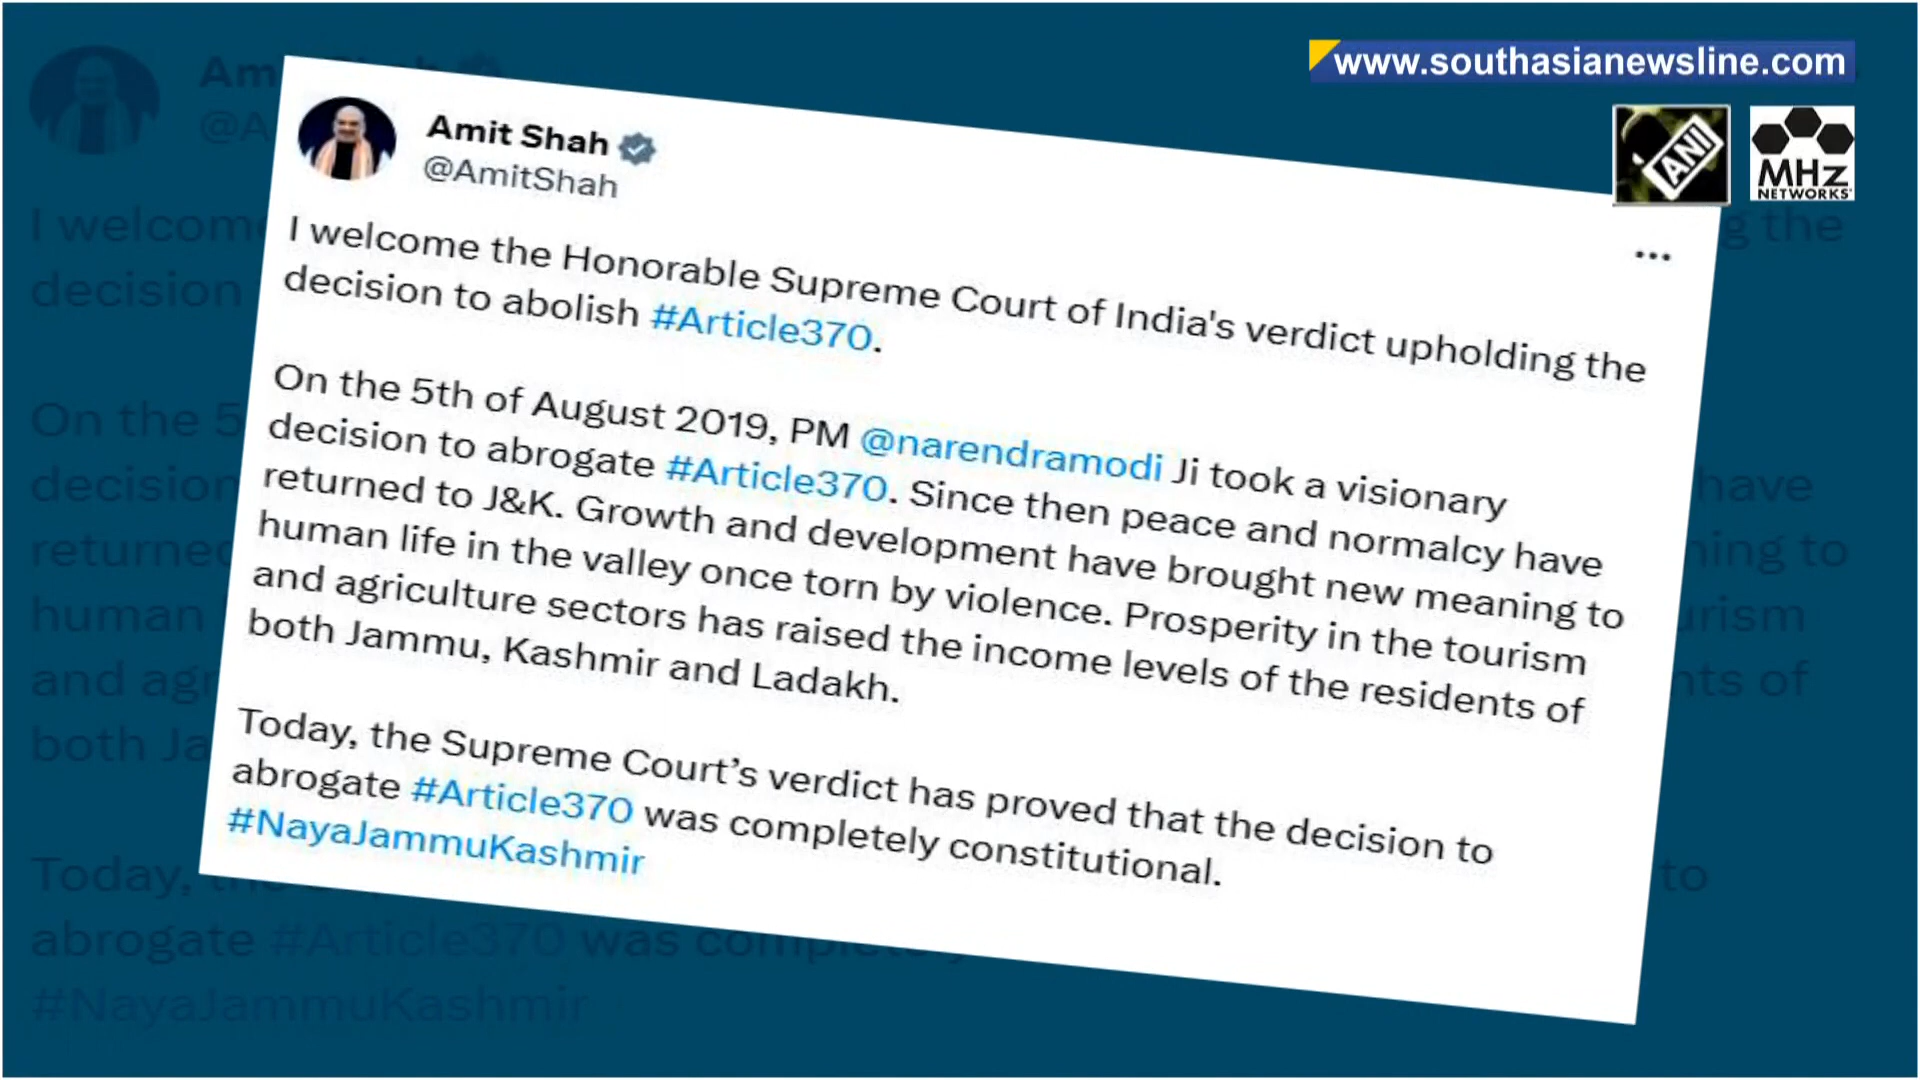 www.southasianewsline.com
ANI
MHz
NETWORKS
Amit Shah
@AmitShah
I welcome the Honorable Supreme Court of India's verdict upholding the
decision to abolish #Article370.
On the 5th of August 2019, PM @narendramodi Ji took a visionary
decision to abrogate #Article370. Since then peace and normalcy have
returned to J&K. Growth and development have brought new meaning to
human life in the valley once torn by violence. Prosperity in the tourism
and agriculture sectors has raised the income levels of the residents of
both Jammu, Kashmir and Ladakh.
Today, the Supreme Court’s verdict has proved that the decision to
abrogate #Article370 was completely constitutional.
#NayaJammuKashmir